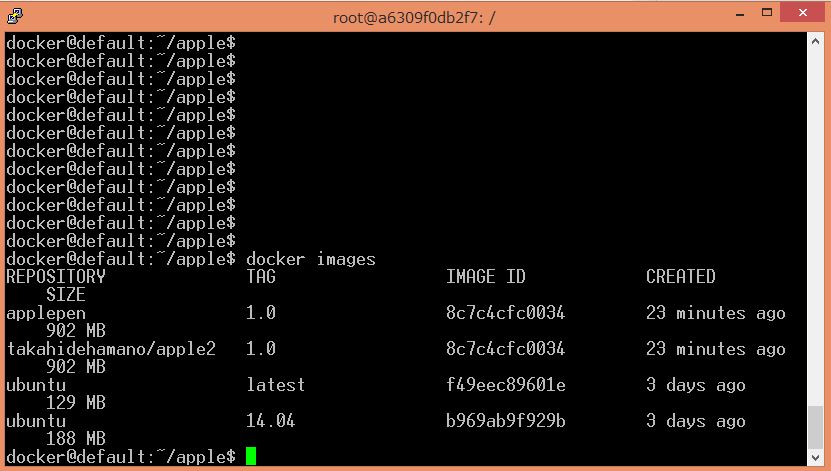 root@a6309f0db2f7: /
docker@default:~/apple$
docker@default:~/apple$
docker@default:~/apple$
docker@default:~/apple$
docker@default:~/apple$
docker@default:~/apple$
docker@default:~/apple$
docker@default:~/apple$
docker@default:~/apple$
docker@default:~/apple$
docker@default:~/apple$
docker@default:~/apple$
docker@default:~/apple$ docker images
REPOSITORY              TAG                 IMAGE ID            CREATED
    SIZE
applepen                1.0                 8c7c4cfc0034        23 minutes ago
    902 MB
takahidehamano/apple2   1.0                 8c7c4cfc0034        23 minutes ago
    902 MB
ubuntu                  latest              f49eec89601e        3 days ago
    129 MB
ubuntu                  14.04               b969ab9f929b        3 days ago
    188 MB
docker@default:~/apple$